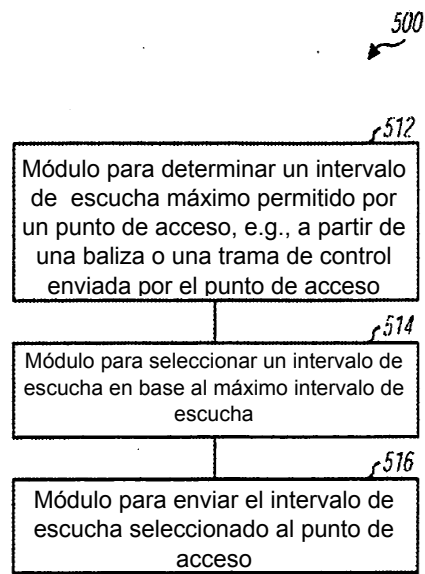 500
512
Módulo para determinar un intervalo
de escucha máximo permitido por
un punto de acceso, e.g., a partir de
una baliza o una trama de control
enviada por el punto de acceso
514
Módulo para seleccionar un intervalo de
escucha en base al máximo intervalo de
escucha
516
Módulo para enviar el intervalo de
escucha seleccionado al punto de
acceso